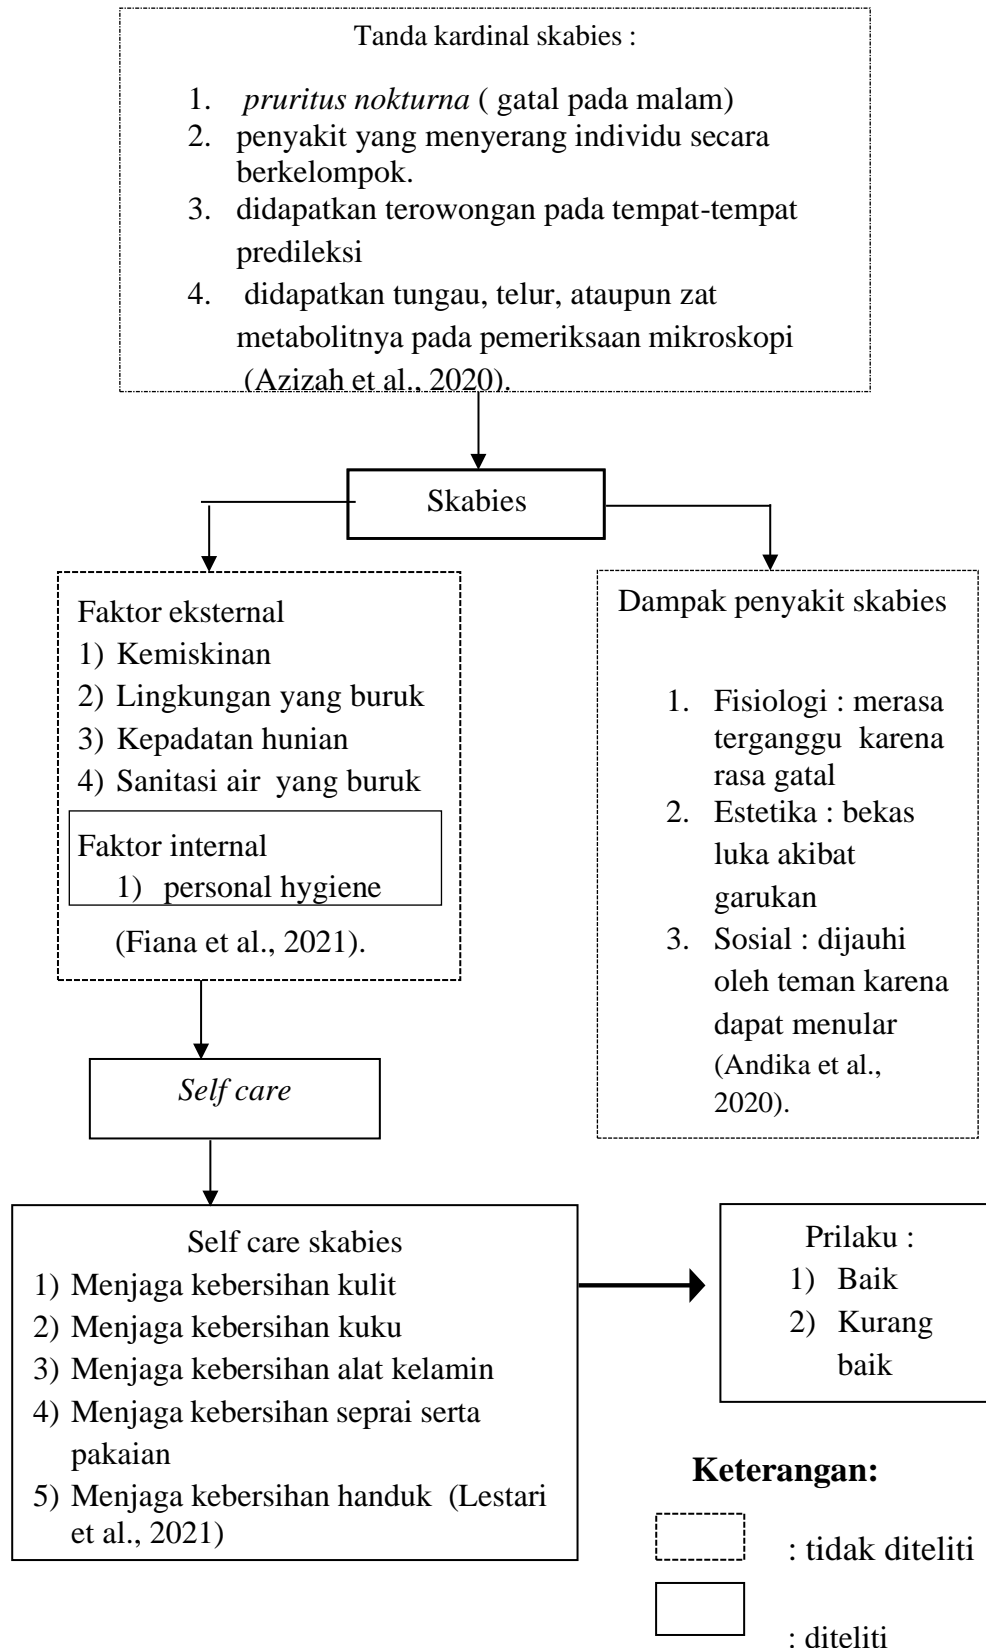 Tanda kardinal skabies :
1. pruritus nokturna ( gatal pada malam)
2. penyakit yang menyerang individu secara
berkelompok.
3. didapatkan terowongan pada tempat-tempat
predileksi
4. didapatkan tungau, telur, ataupun zat
metabolitnya pada pemeriksaan mikroskopi
(Azizah et al., 2020).
Skabies
Faktor eksternal
1) Kemiskinan
2) Lingkungan yang buruk
3) Kepadatan hunian
4) Sanitasi air yang buruk
Faktor internal
1) personal hygiene
(Fiana et al., 2021).
Dampak penyakit skabies
1. Fisiologi : merasa
terganggu karena
rasa gatal
2. Estetika : bekas
luka akibat
garukan
3. Sosial : dijauhi
oleh teman karena
dapat menular
(Andika et al.,
2020).
Self care
Self care skabies
1) Menjaga kebersihan kulit
2) Menjaga kebersihan kuku
3) Menjaga kebersihan alat kelamin
4) Menjaga kebersihan seprai serta
pakaian
5) Menjaga kebersihan handuk (Lestari
et al., 2021)
Prilaku :
1) Baik
2) Kurang
baik
Keterangan:
: tidak diteliti
: diteliti